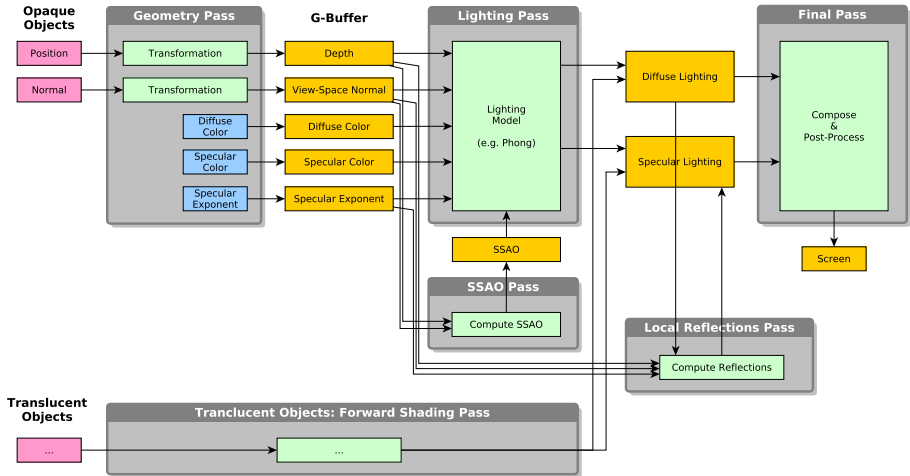 Opaque
Objects
Geometry Pass
G-Buffer
Lighting Pass
Final Pass
Position
Transformation
Depth
Normal
Transformation
View-Space Normal
Diffuse
Color
Diffuse Color
Specular
Color
Specular Color
Specular
Exponent
Specular Exponent
Lighting
Model
(e.g. Phong)
Diffuse Lighting
Specular Lighting
Compose
&
Post-Process
SSAO
Screen
SSAO Pass
Compute SSAO
Local Reflections Pass
Compute Reflections
Translucent
Objects
Tranclucent Objects: Forward Shading Pass
...
...